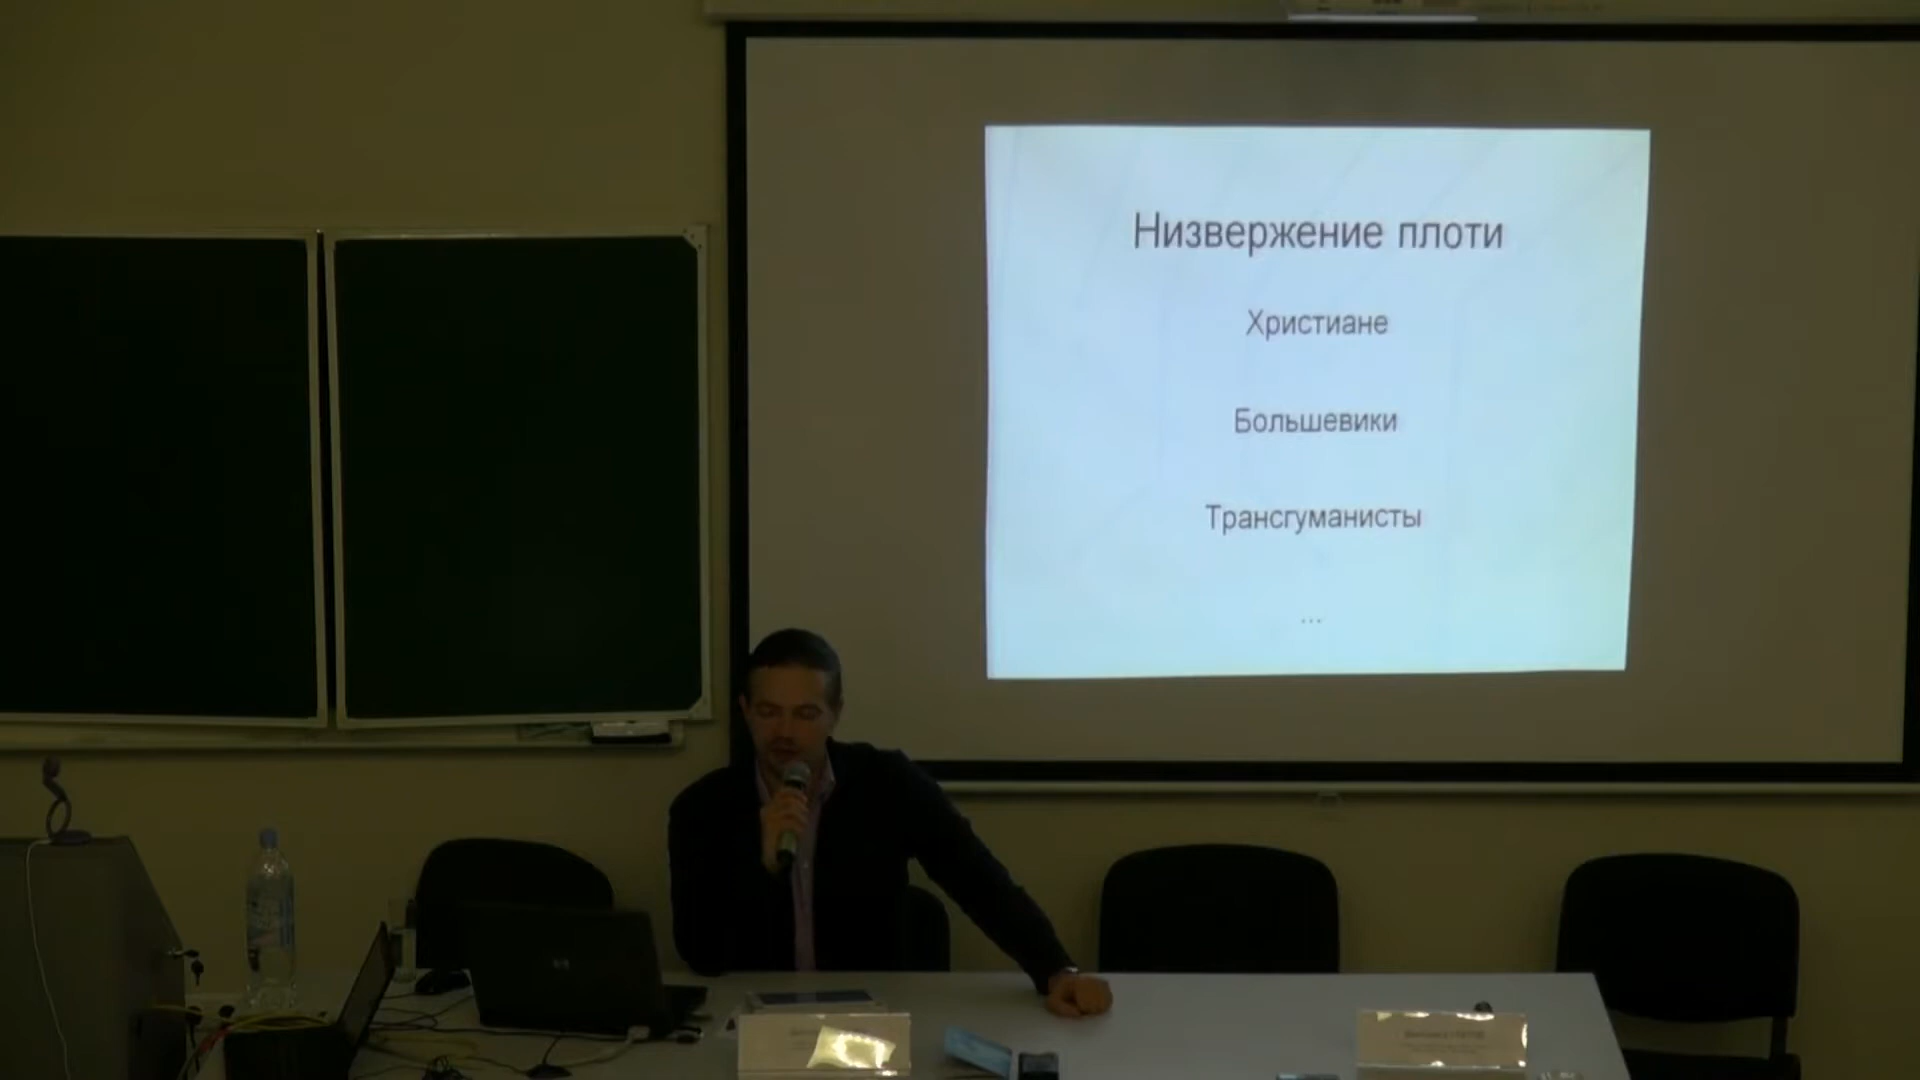 Низвержение плоти
Христиане
Большевики
Трансгуманисты
...